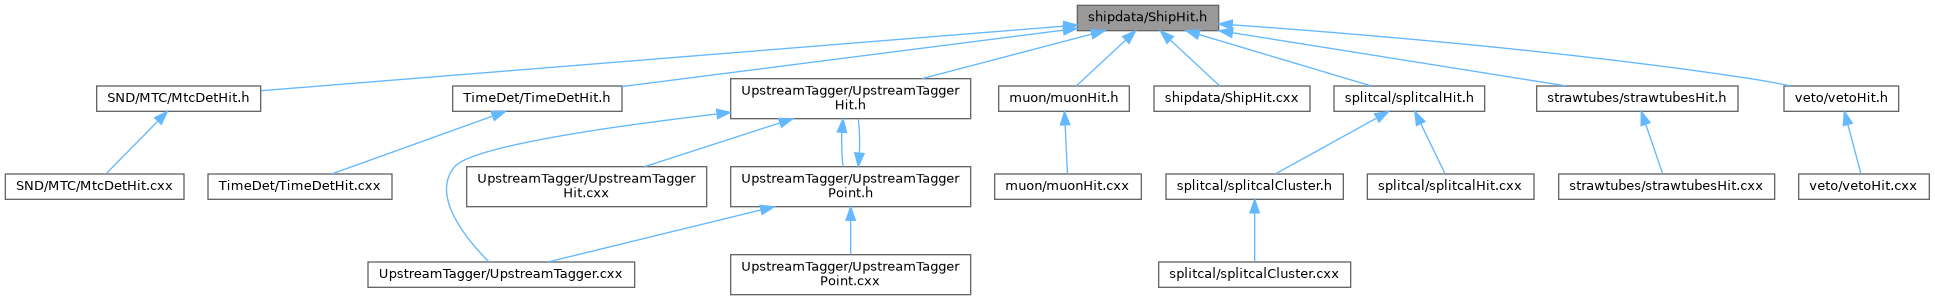 shipdata/ShipHit.h
SND/MTC/MtcDetHit.h
TimeDet/TimeDetHit.h
UpstreamTagger/UpstreamTagger
Hit.h
muon/muonHit.h
shipdata/ShipHit.cxx
splitcal/splitcalHit.h
strawtubes/strawtubesHit.h
veto/vetoHit.h
SND/MTC/MtcDetHit.cxx
TimeDet/TimeDetHit.cxx
UpstreamTagger/UpstreamTagger
Hit.cxx
UpstreamTagger/UpstreamTagger
Point.h
muon/muonHit.cxx
splitcal/splitcalCluster.h
splitcal/splitcalHit.cxx
strawtubes/strawtubesHit.cxx
veto/vetoHit.cxx
UpstreamTagger/UpstreamTagger.cxx
UpstreamTagger/UpstreamTagger
Point.cxx
splitcal/splitcalCluster.cxx